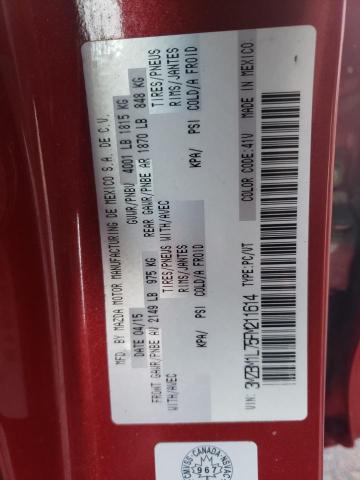 MFD BY MAZDA MOTOR MANUFACTURING DE MEXICO S.A. DE C.V.
DATE 04/15 GVWR/PNBV 4001 LB 1815 KG
FRONT GAWR/PNBE AV 2149 LB 975 KG REAR GAWR/PNBE AR 1870 LB 848 KG
WITH/AVEC TIRES/PNEUS WITH/AVEC TIRES/PNEUS
RIMS/JANTES RIMS/JANTES
KPA/ PSI COLD/A FROID KPA/ PSI COLD/A FROID
VIN: 3MZBM1L75FM211614 TYPE:PC/VT COLOR CODE:41V MADE IN MEXICO
CANADA
967